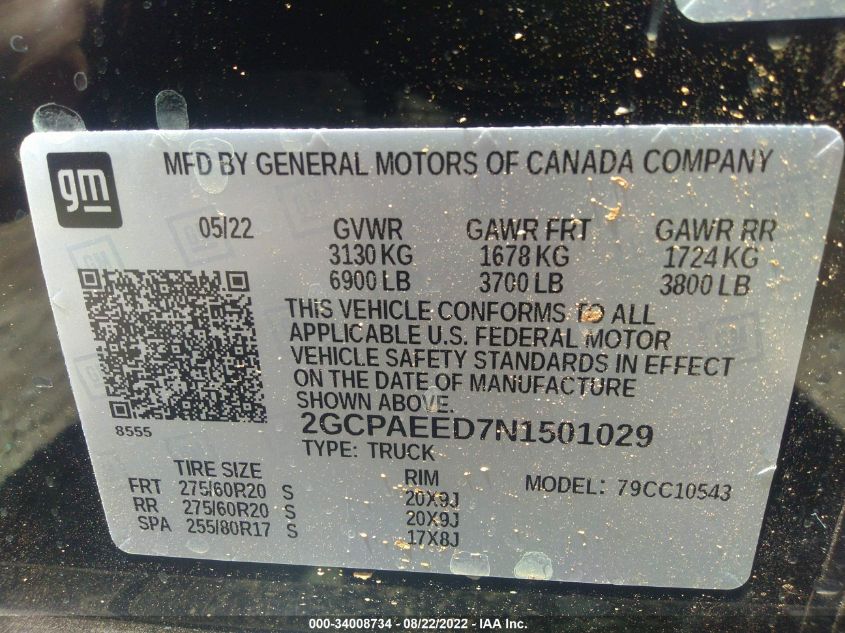 MFD BY GENERAL MOTORS OF CANADA COMPANY
gm
05/22 GVWR GAWR FRT GAWR RR
3130 KG 1678 KG 1724 KG
6900 LB 3700 LB 3800 LB
THIS VEHICLE CONFORMS TO ALL
APPLICABLE U.S. FEDERAL MOTOR
VEHICLE SAFETY STANDARDS IN EFFECT
ON THE DATE OF MANUFACTURE
SHOWN ABOVE.
8555
2GCPAEED7N1501029
TYPE: TRUCK
TIRE SIZE RIM MODEL: 79CC10543
FRT 275/60R20 S 20X9J
RR 275/60R20 S 20X9J
SPA 255/80R17 S 17X8J
000-34008734 - 08/22/2022 - IAA Inc.